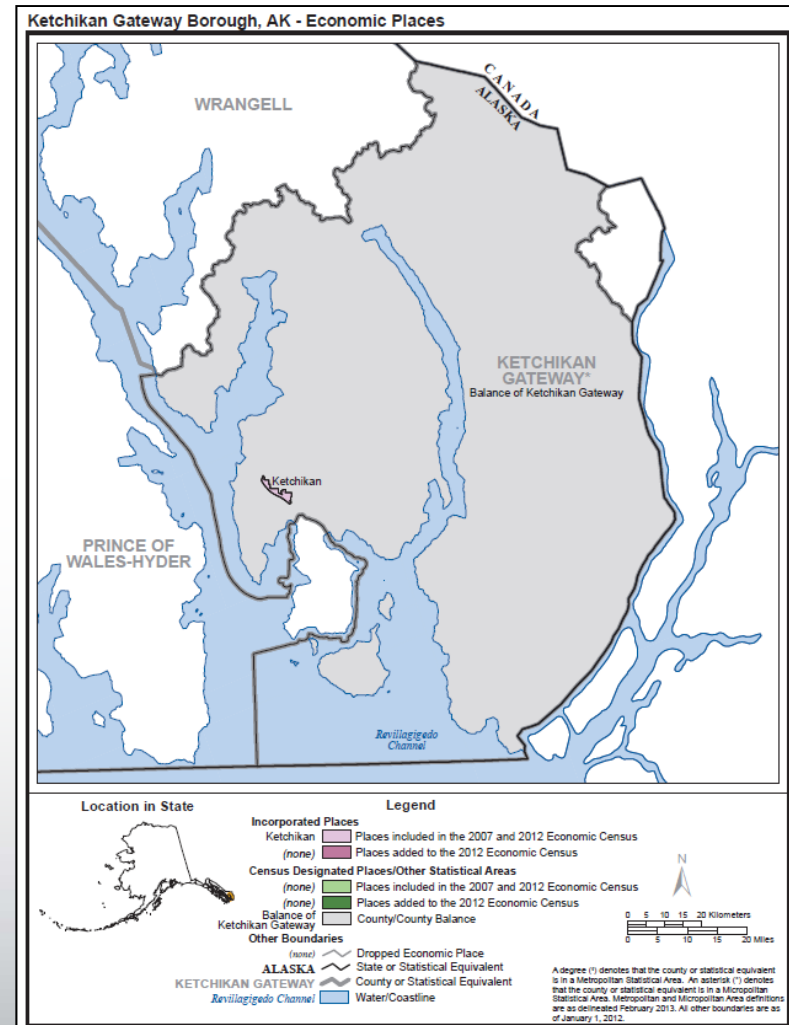 Ketchikan Gateway Borough, AK - Economic Places
CANADA
ALASKA
WRANGELL
KETCHIKAN
GATEWAY*
Balance of Ketchikan Gateway
Ketchikan
PRINCE OF
WALES-HYDER
Revillagigedo
Channel
Location in State
Legend
Incorporated Places
Ketchikan Places included in the 2007 and 2012 Economic Census
(none) Places added to the 2012 Economic Census
Census Designated Places/Other Statistical Areas
(none) Places included in the 2007 and 2012 Economic Census
(none) Places added to the 2012 Economic Census
Balance of
Ketchikan Gateway County/County Balance
Other Boundaries
(none) Dropped Economic Place
ALASKA State or Statistical Equivalent
KETCHIKAN GATEWAY County or Statistical Equivalent
Revillagigedo Channel Water/Coastline
N
0 5 10 15 20 Kilometers
0 5 10 15 20 Miles
A degree (°) denotes that the county or statistical equivalent
is in a Metropolitan Statistical Area. An asterisk (*) denotes
that the county or statistical equivalent is in a Micropolitan
Statistical Area. Metropolitan and Micropolitan Area definitions
are as delineated February 2013. All other boundaries are as
of January 1, 2012.